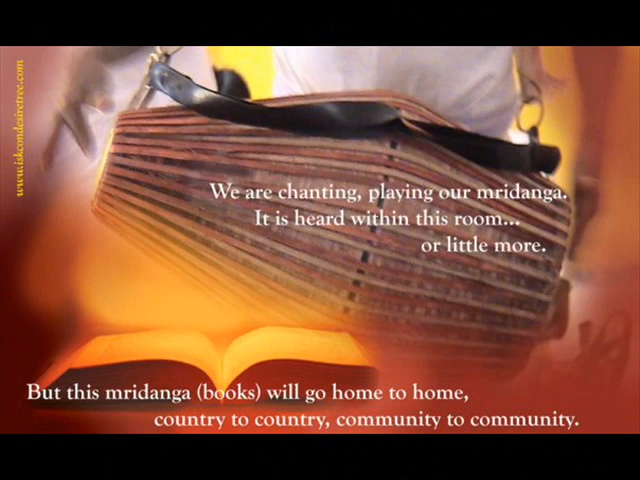 www.iskcondesiretree.com
We are chanting, playing our mridanga.
It is heard within this room...
or little more.
But this mridanga (books) will go home to home,
country to country, community to community.